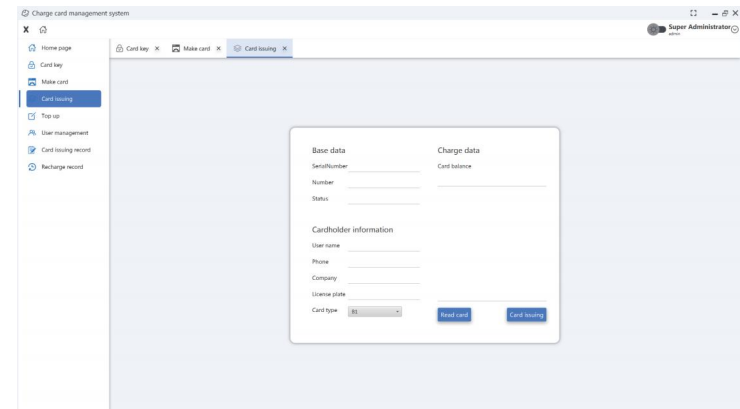 Charge card management system
Super Administrator
admin
Home page
Card key
Make card
Card issuing
Top up
User management
Card issuing record
Recharge record
Card key
Make card
Card issuing
Base data
SerialNumber
Number
Status
Charge data
Card balance
Cardholder information
User name
Phone
Company
License plate
Card type B1
Read card
Card issuing